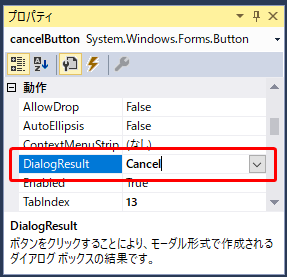 プロパティ
cancelButton System.Windows.Forms.Button
動作
AllowDrop False
AutoEllipsis False
ContextMenuStrip (なし)
DialogResult Cancel
Enabled True
TabIndex 13
DialogResult
ボタンをクリックすることにより、モーダル形式で作成される
ダイアログ ボックスの結果です。